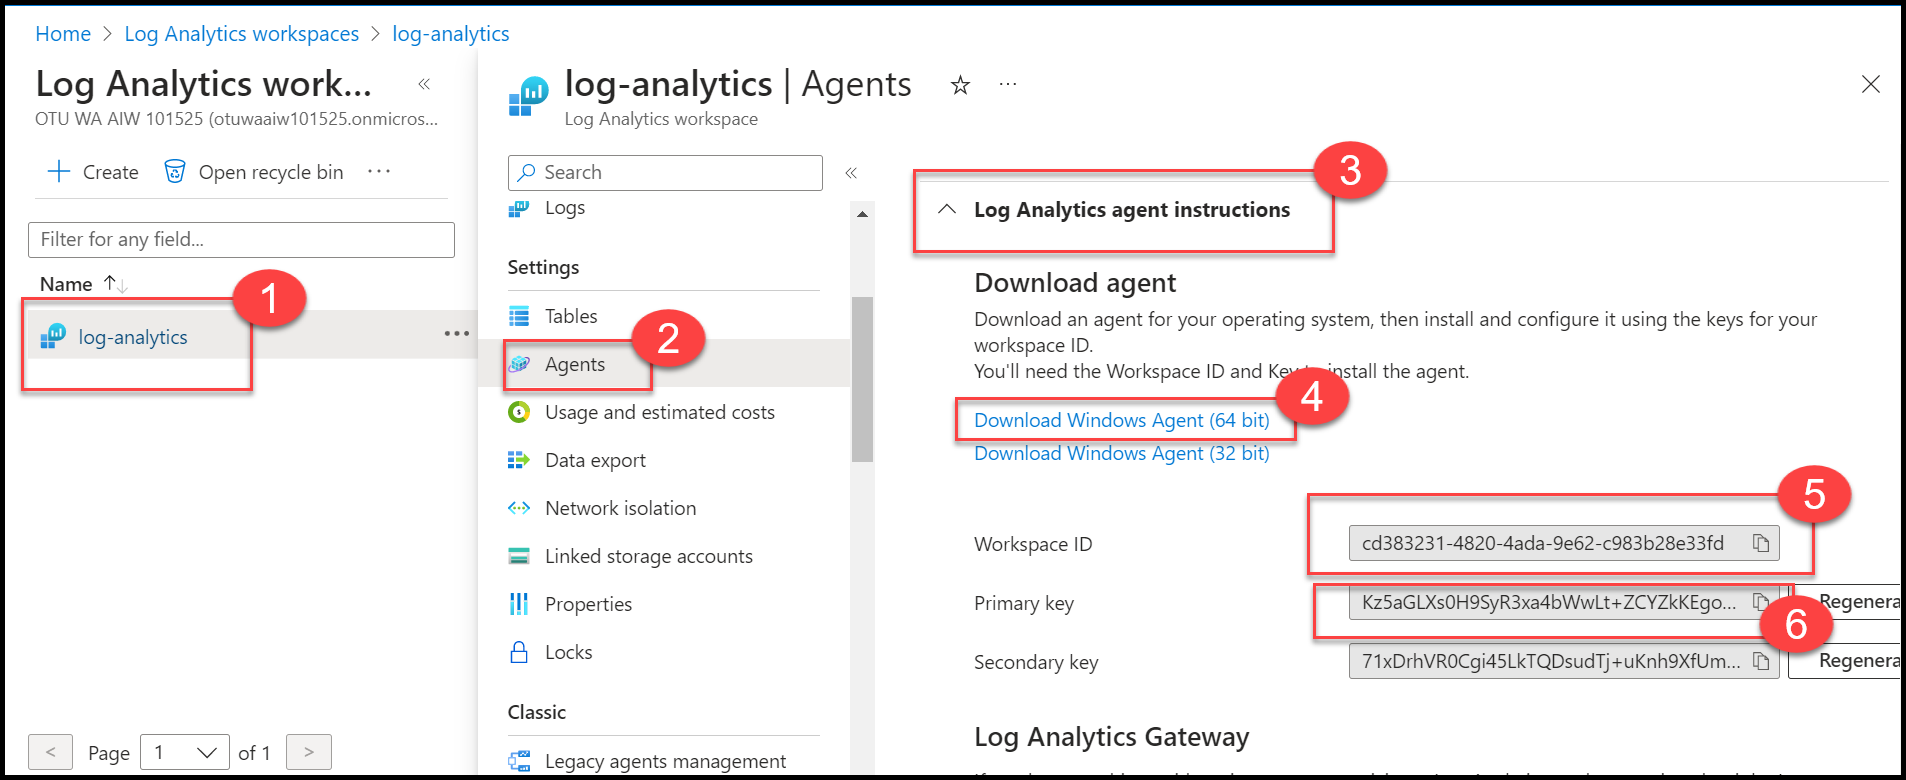 Home > Log Analytics workspaces > log-analytics
Log Analytics work... «
OTU WA AIW 101525 (otuwaaiw101525.onmicros...
+ Create Open recycle bin ...
Filter for any field...
Name ↑↓
1
log-analytics ...
< Page 1 of 1 >
log-analytics | Agents ...
Log Analytics workspace
Search «
Logs
Settings
Tables
2
Agents
Usage and estimated costs
Data export
Network isolation
Linked storage accounts
Properties
Locks
Classic
Legacy agents management
3
Log Analytics agent instructions
Download agent
Download an agent for your operating system, then install and configure it using the keys for your
workspace ID.
You'll need the Workspace ID and Key install the agent.
4
Download Windows Agent (64 bit)
Download Windows Agent (32 bit)
5
Workspace ID cd383231-4820-4ada-9e62-c983b28e33fd
Primary key Kz5aGLXs0H9SyR3xa4bWwLt+ZCYZkKEgo... Regenera
6
Secondary key 71xDrhVR0Cgi45LkTQDsudTj+uKnh9XfUm... Regenera
Log Analytics Gateway